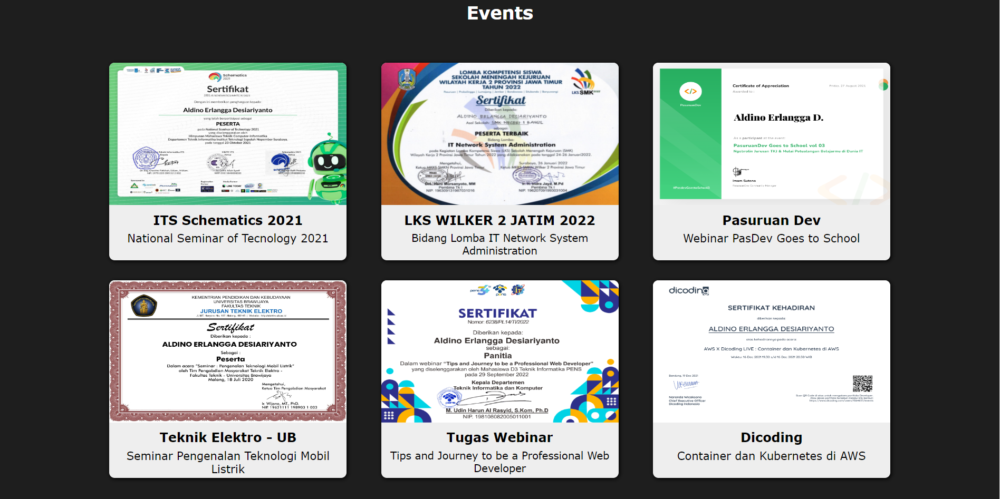 Events
Schematics
2021
Sertifikat
Dengan ini memberikan penghargaan kepada:
Aldino Erlangga Desiariyanto
yang telah berpartisipasi sebagai
PESERTA
pada National Seminar of Technology 2021
yang diselenggarakan oleh
Himpunan Mahasiswa Teknik Computer-Informatika
Departemen Teknik Informatika Institut Teknologi Sepuluh Nopember Surabaya.
pada tanggal 23 Oktober 2021
ITS Schematics 2021
National Seminar of Tecnology 2021
LOMBA KOMPETENSI SISWA
SEKOLAH MENENGAH KEJURUAN
WILAYAH KERJA 2 PROVINSI JAWA TIMUR
TAHUN 2022
LKS SMK 2022
Sertifikat
Diberikan kepada:
ALDINO ERLANGGA DESIARIYANTO
Asal Sekolah: SMK NEGERI 1 BANGIL
sebagai:
PESERTA TERBAIK
Bidang Lomba:
IT Network System Administration
pada Kegiatan Lomba Kompetensi Siswa (LKS) Sekolah Menengah Kejuruan (SMK)
Wilayah Kerja 2 Provinsi Jawa Timur Tahun 2022 yang dilaksanakan pada tanggal 24-26 Januari 2022.
Mengetahui,
Surabaya, 26 Januari 2022
Pembina Tk I
NIP. 196309131987031016
Pembina Tk I
NIP. 196207091993031004
LKS WILKER 2 JATIM 2022
Bidang Lomba IT Network System
Administration
PasuruanDev
#PasdevGoestoSchool3
Certificate of Appreciation
Friday, 27 August 2021
Awarded to :
Aldino Erlangga D.
As a participant at the event:
PasuruanDev Goes to School vol 03
Ngobrolin Jurusan TKJ & Mulai Petualangan Belajarmu di Dunia IT
Imam Sutono
PasuruanDev Community Manager
Pasuruan Dev
Webinar PasDev Goes to School
KEMENTRIAN PENDIDIKAN DAN KEBUDAYAAN
UNIVERSITAS BRAWIJAYA
FAKULTAS TEKNIK
JURUSAN TEKNIK ELEKTRO
Sertifikat
Diberikan kepada :
ALDINO ERLANGGA DESIARIYANTO
Sebagai :
Peserta
Dalam acara "Seminar : Pengenalan Teknologi Mobil Listrik"
oleh Tim Pengabdian Masyarakat Teknik Elektro -
Fakultas Teknik - Universitas Brawijaya
Malang, 18 Juli 2020
Mengetahui,
Ketua Tim Pengabdian Masyarakat
Ir. Wijono, MT., PhD.
NIP. 19621111 198903 1 003
Teknik Elektro - UB
Seminar Pengenalan Teknologi Mobil
Listrik
pens
SERTIFIKAT
Nomor: 6238/PL14/TI/2022
Diberikan kepada:
Aldino Erlangga Desiariyanto
sebagai:
Panitia
Dalam webinar "Tips and Journey to be a Professional Web Developer"
yang diselenggarakan oleh Mahasiswa D3 Teknik Informatika PENS
pada 29 September 2022
Kepala Departemen
Teknik Informatika dan Komputer
M. Udin Harun Al Rasyid, S.Kom, Ph.D
NIP. 198108082005011001
Tugas Webinar
Tips and Journey to be a Professional Web
Developer
dicoding
SERTIFIKAT KEHADIRAN
diberikan kepada:
ALDINO ERLANGGA DESIARIYANTO
atas kehadirannya pada acara:
AWS X Dicoding LIVE : Container dan Kubernetes di AWS
Waktu: 16 Dec 2021 19:30 s/d 16 Dec 2021 20:30 WIB
Bandung, 19 Dec 2021
Narenda Wicaksono
Chief Executive Officer
Dicoding Indonesia
Dicoding
Container dan Kubernetes di AWS